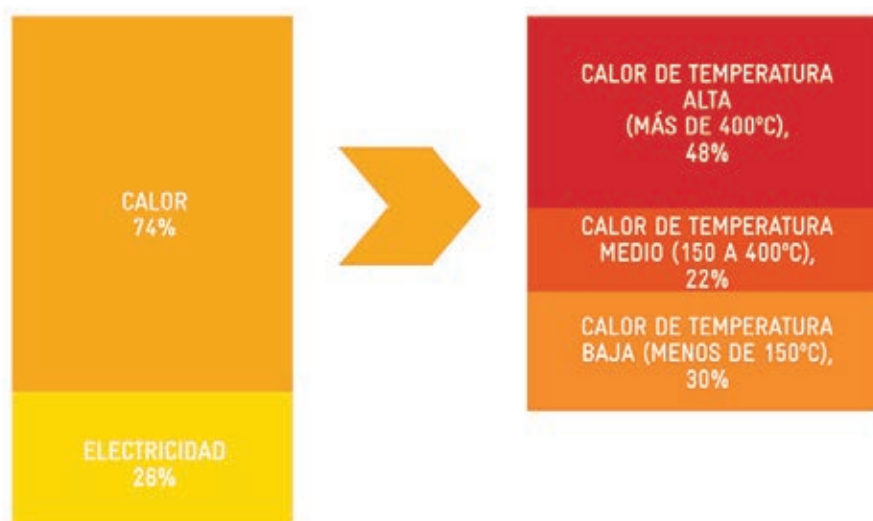 CALOR
74%
ELECTRICIDAD
26%
CALOR DE TEMPERATURA
ALTA
(MÁS DE 400°C),
48%
CALOR DE TEMPERATURA
MEDIO (150 A 400°C),
22%
CALOR DE TEMPERATURA
BAJA (MENOS DE 150°C),
30%